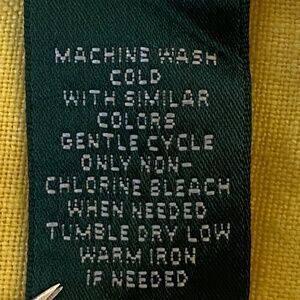 MACHINE WASH
COLD
WITH SIMILAR
COLORS
GENTLE CYCLE
ONLY NON-
CHLORINE BLEACH
WHEN NEEDED
TUMBLE DRY LOW
WARM IRON
IF NEEDED